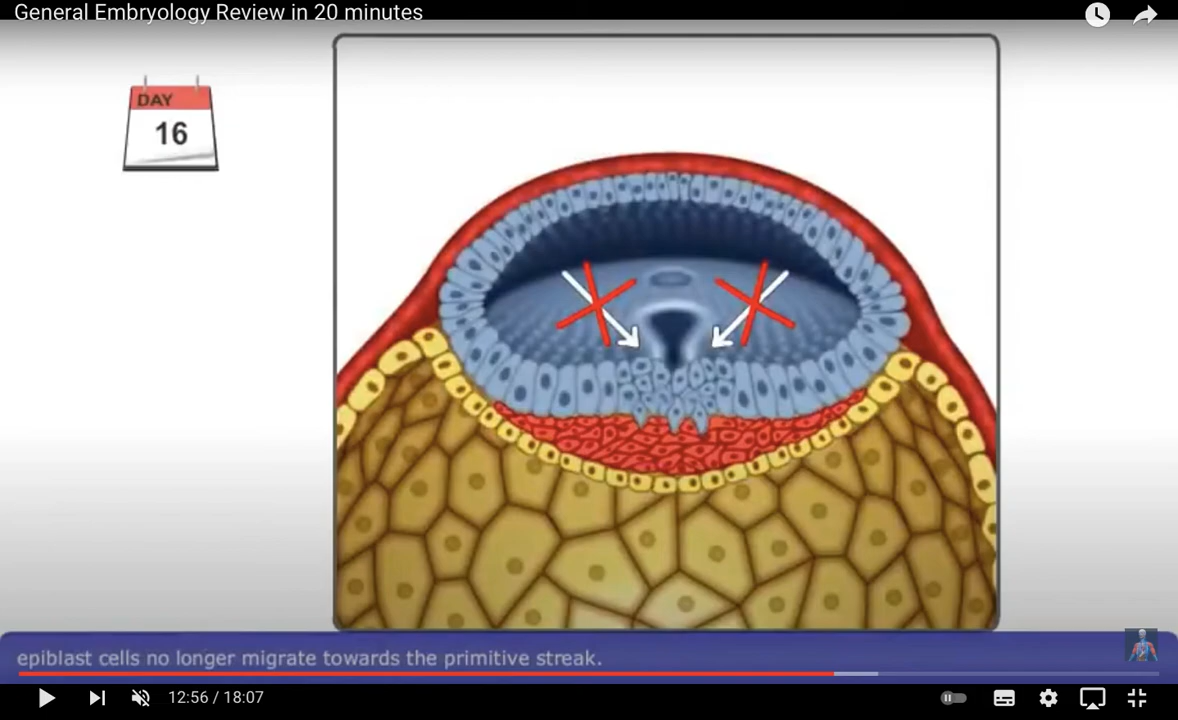 General Embryology Review in 20 minutes
DAY
16
epiblast cells no longer migrate towards the primitive streak.
12:56 / 18:07